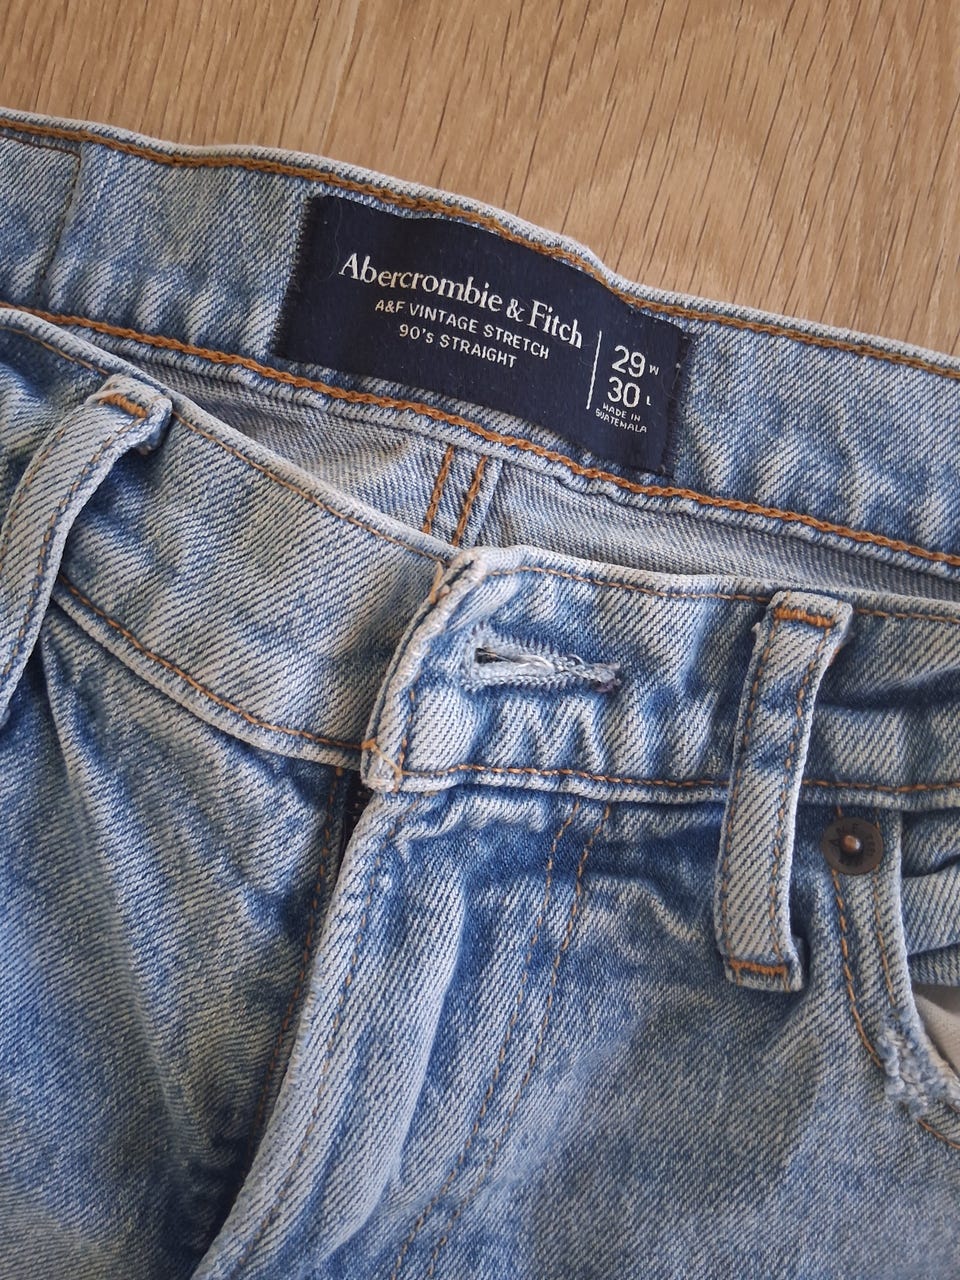 Abercrombie & Fitch
A&F VINTAGE STRETCH
90's STRAIGHT
29 W
30 L
MADE IN
GUATEMALA